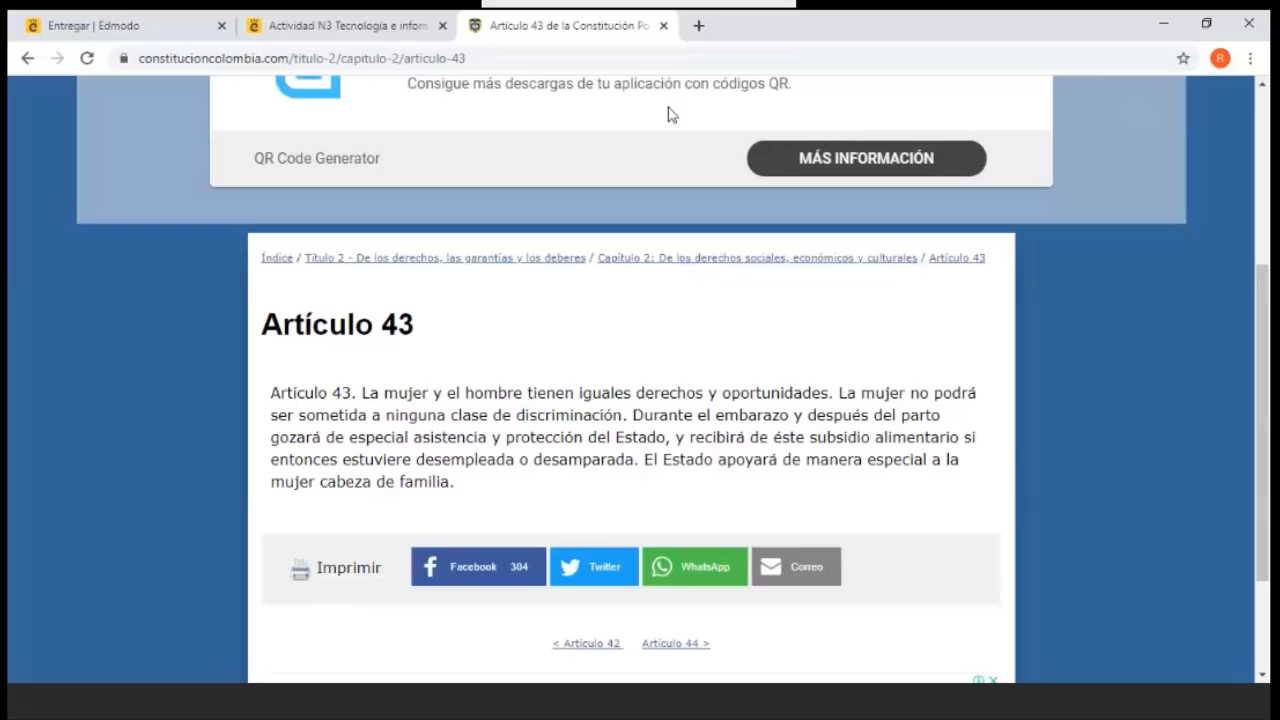 Entregar | Edmodo
Actividad N3 Tecnología e inform
Artículo 43 de la Constitución Po
constitucioncolombia.com/titulo-2/capitulo-2/articulo-43
R
Consigue más descargas de tu aplicación con códigos QR.
QR Code Generator
MÁS INFORMACIÓN
Índice / Título 2 - De los derechos, las garantías y los deberes / Capítulo 2: De los derechos sociales, económicos y culturales / Artículo 43
Artículo 43
Artículo 43. La mujer y el hombre tienen iguales derechos y oportunidades. La mujer no podrá
ser sometida a ninguna clase de discriminación. Durante el embarazo y después del parto
gozará de especial asistencia y protección del Estado, y recibirá de éste subsidio alimentario si
entonces estuviere desempleada o desamparada. El Estado apoyará de manera especial a la
mujer cabeza de familia.
Imprimir
Facebook 304
Twitter
WhatsApp
Correo
< Artículo 42 Artículo 44 >